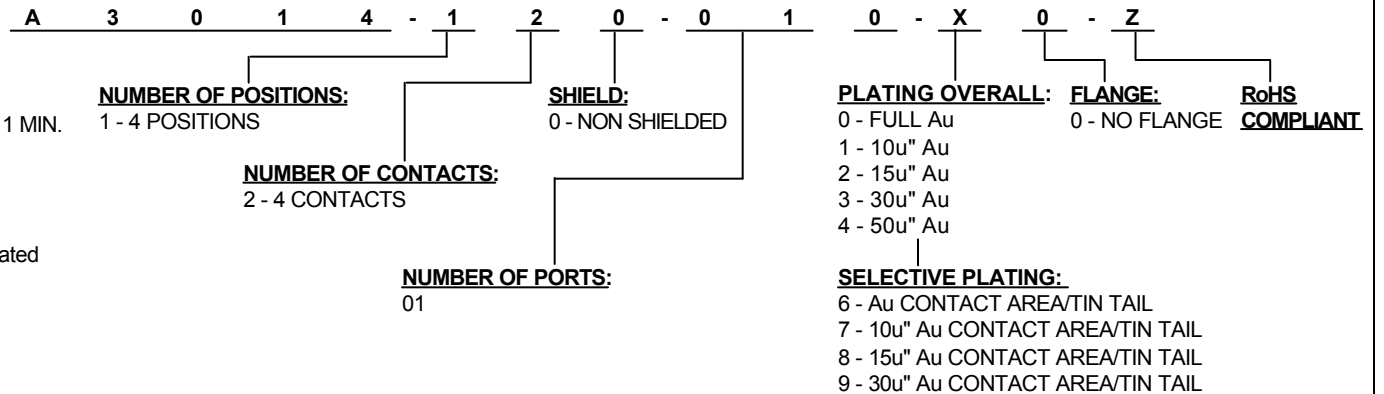 A 3 0 1 4 - 1 2 0 - 0 1 0 - X 0 - Z
NUMBER OF POSITIONS:
1 - 4 POSITIONS
1 MIN.
NUMBER OF CONTACTS:
2 - 4 CONTACTS
SHIELD:
0 - NON SHIELDED
NUMBER OF PORTS:
01
PLATING OVERALL:
0 - FULL Au
1 - 10u" Au
2 - 15u" Au
3 - 30u" Au
4 - 50u" Au
SELECTIVE PLATING:
6 - Au CONTACT AREA/TIN TAIL
7 - 10u" Au CONTACT AREA/TIN TAIL
8 - 15u" Au CONTACT AREA/TIN TAIL
9 - 30u" Au CONTACT AREA/TIN TAIL
FLANGE:
0 - NO FLANGE
RoHS
COMPLIANT
ated